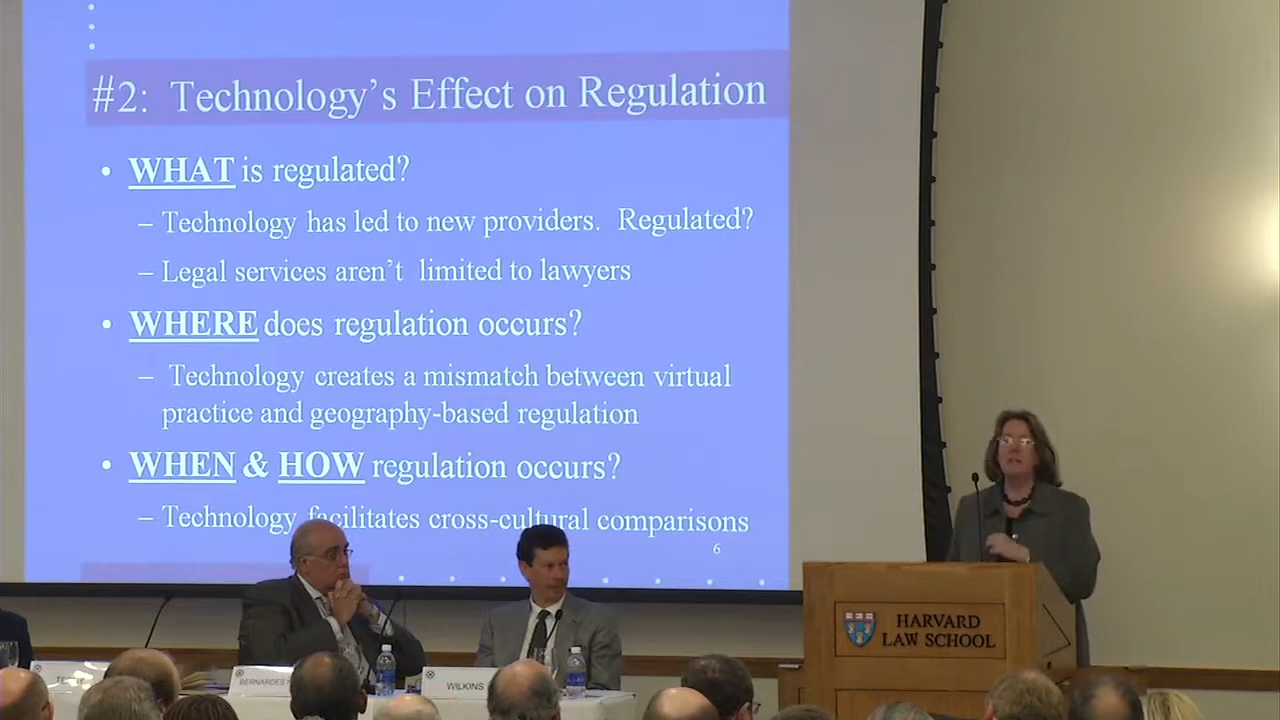 #2: Technology's Effect on Regulation
• WHAT is regulated?
– Technology has led to new providers. Regulated?
– Legal services aren't limited to lawyers
• WHERE does regulation occurs?
– Technology creates a mismatch between virtual
practice and geography-based regulation
• WHEN & HOW regulation occurs?
– Technology facilitates cross-cultural comparisons
6
HARVARD
LAW SCHOOL
BERNARDES
WILKINS